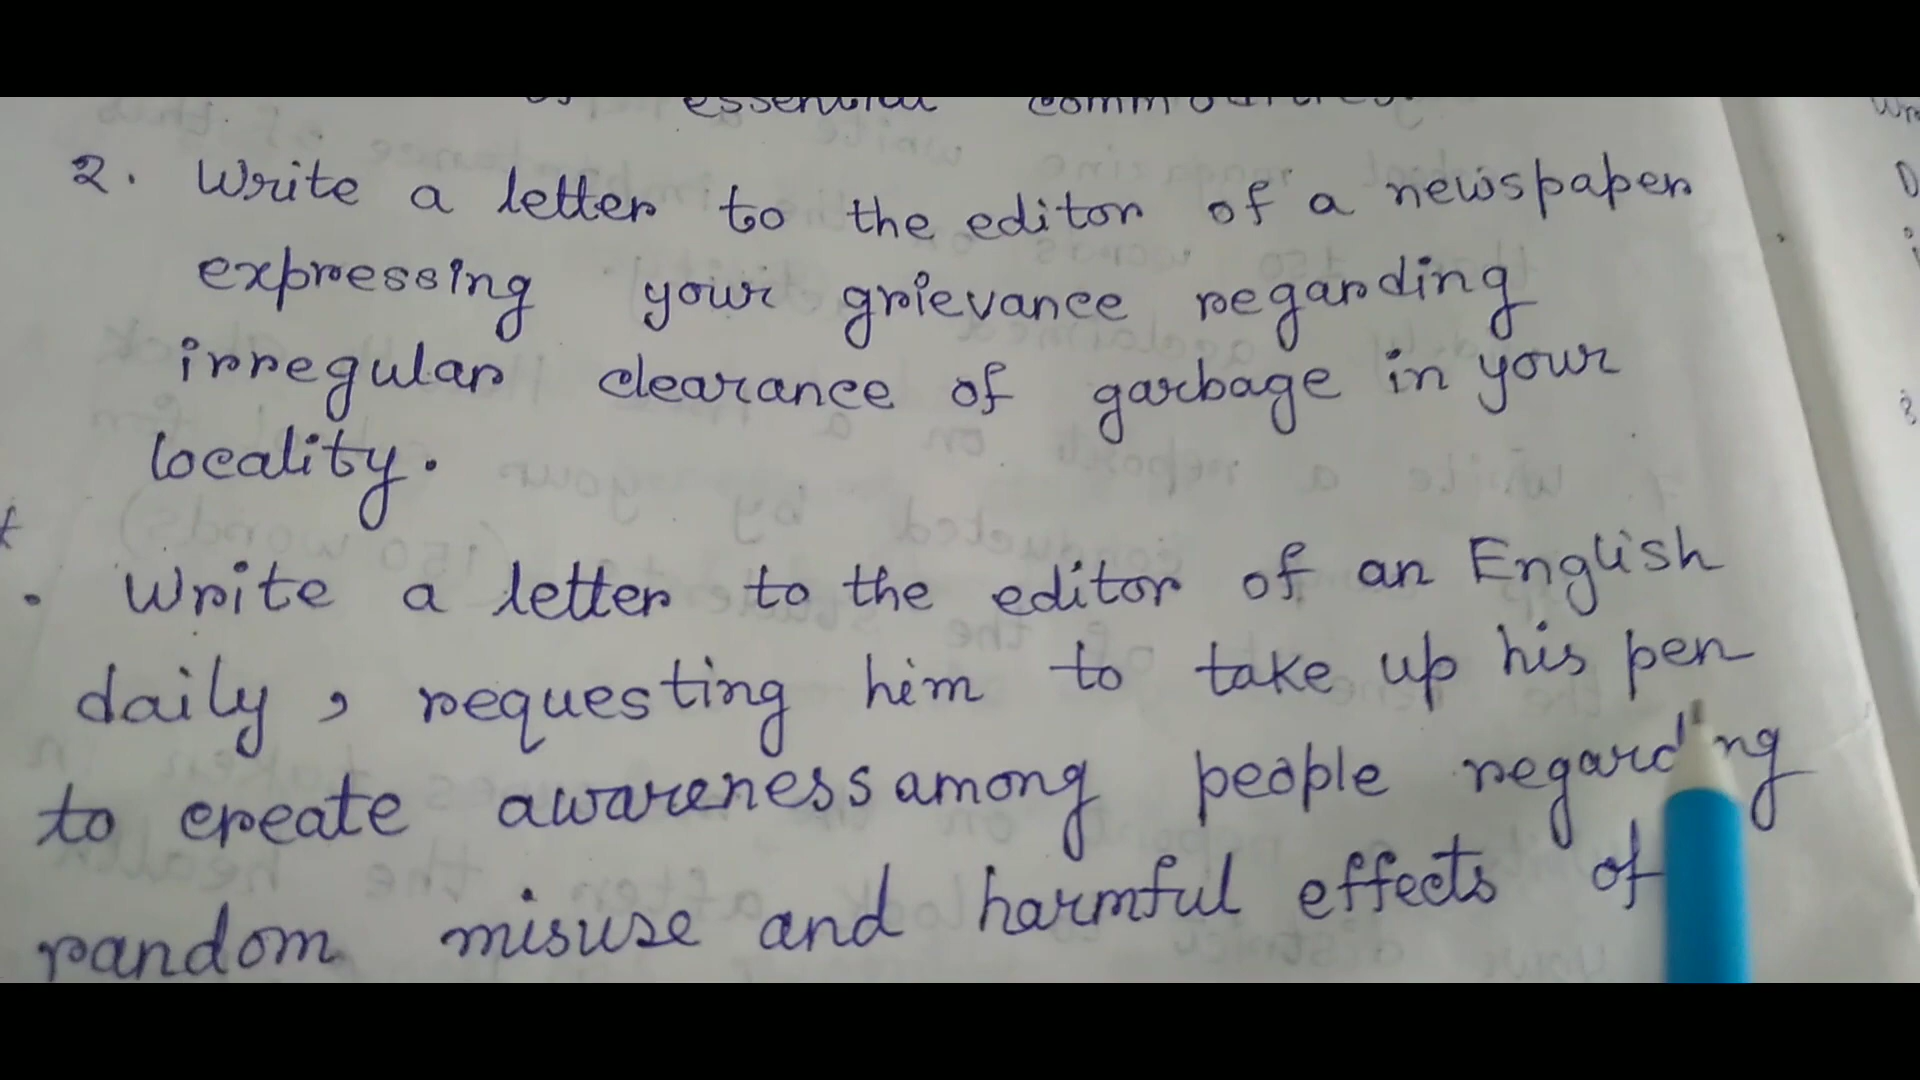 essential commodities.
2. Write a letter to the editor of a newspaper
expressing your grievance regarding
irregular clearance of garbage in your
locality.
. Write a letter to the editor of an English
daily, requesting him to take up his pen
to create awareness among people regarding
random misuse and harmful effects of